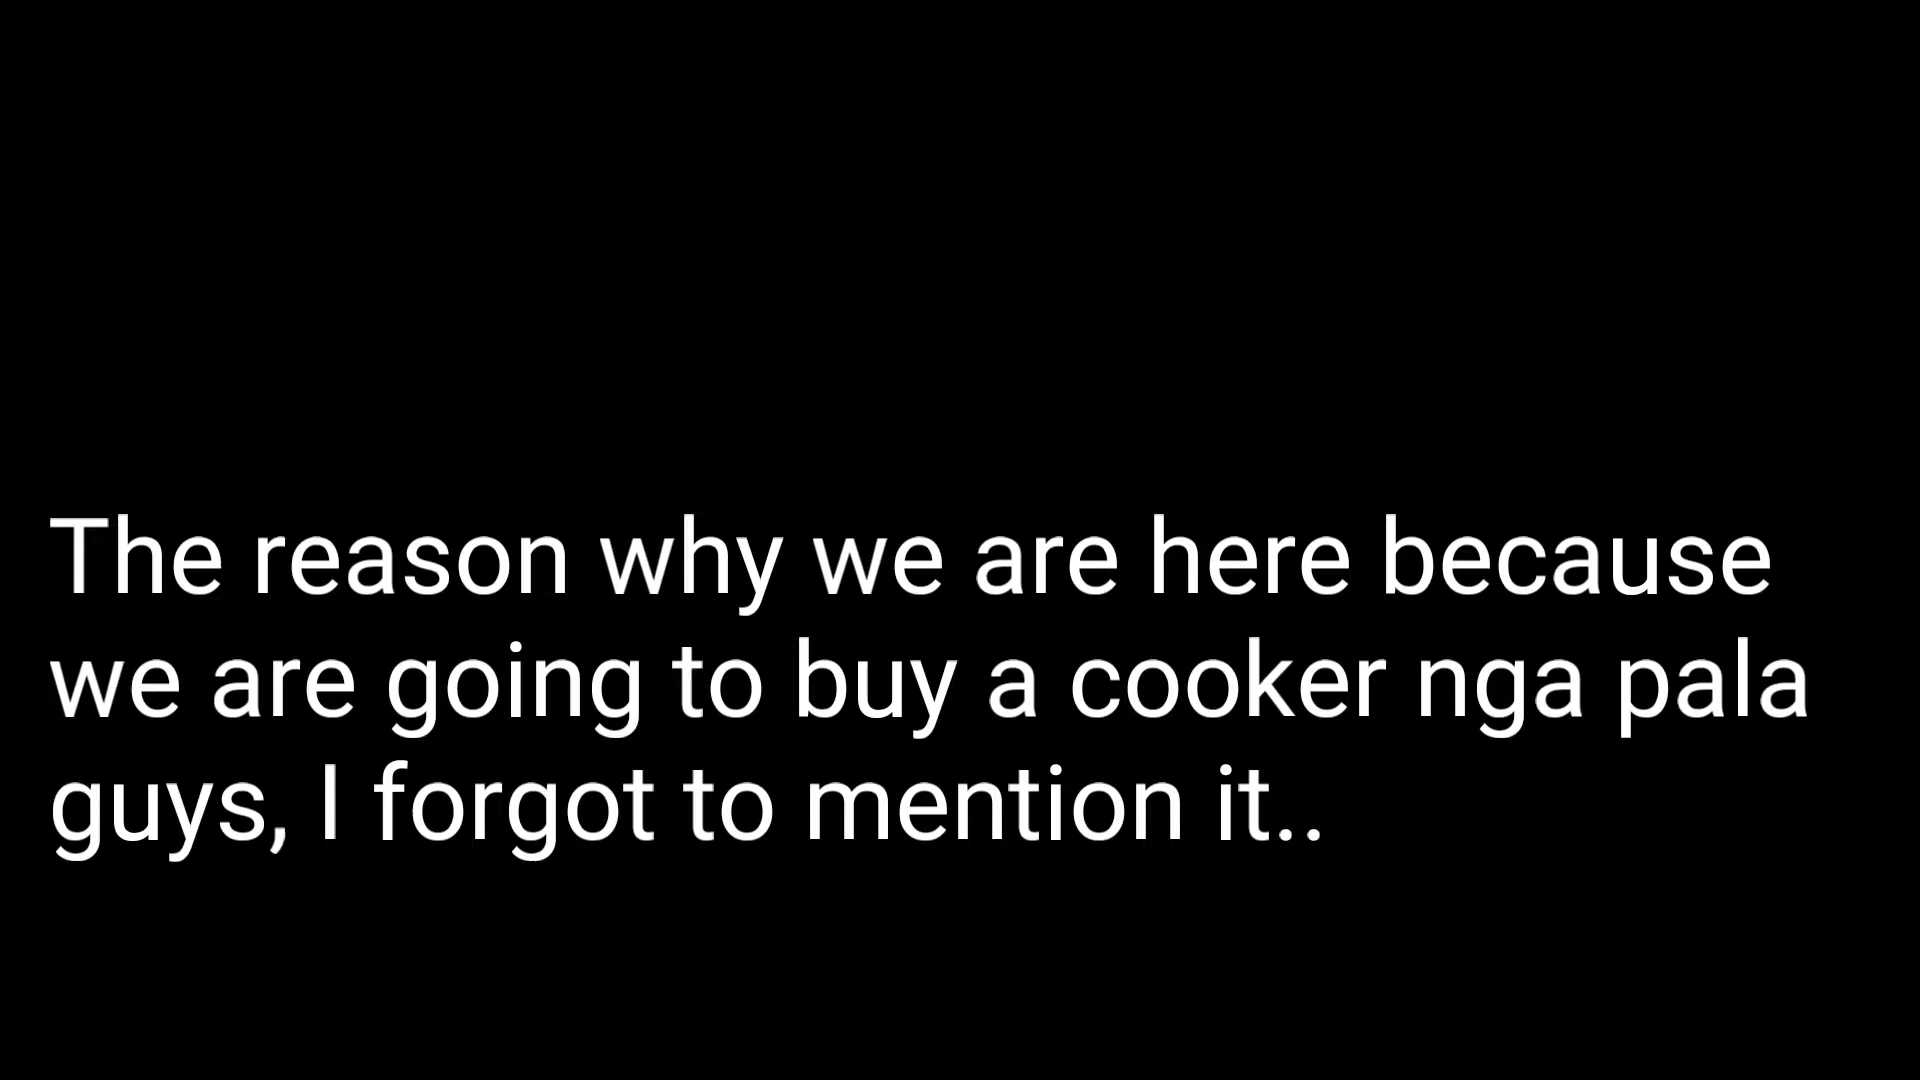 The reason why we are here because
we are going to buy a cooker nga pala
guys, I forgot to mention it..